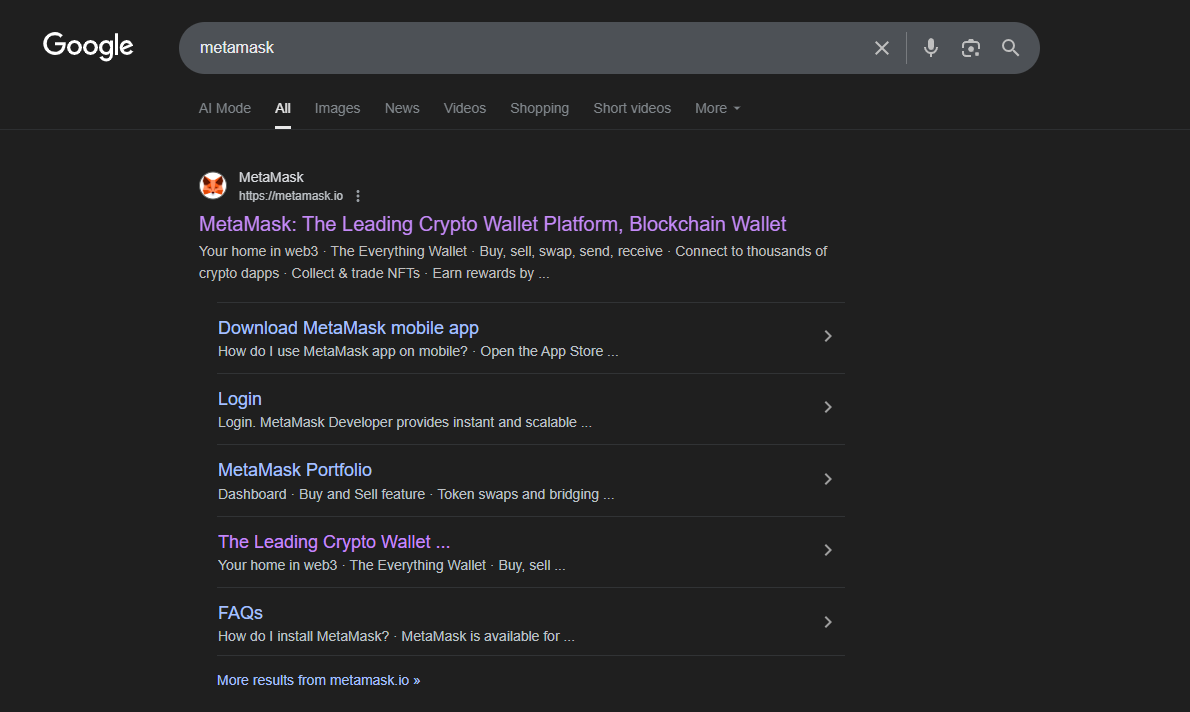 Google
metamask
AI Mode All Images News Videos Shopping Short videos More
MetaMask
https://metamask.io
MetaMask: The Leading Crypto Wallet Platform, Blockchain Wallet
Your home in web3 · The Everything Wallet · Buy, sell, swap, send, receive · Connect to thousands of
crypto dapps · Collect & trade NFTs · Earn rewards by ...
Download MetaMask mobile app
How do I use MetaMask app on mobile? · Open the App Store ...
Login
Login. MetaMask Developer provides instant and scalable ...
MetaMask Portfolio
Dashboard · Buy and Sell feature · Token swaps and bridging ...
The Leading Crypto Wallet ...
Your home in web3 · The Everything Wallet · Buy, sell ...
FAQs
How do I install MetaMask? · MetaMask is available for ...
More results from metamask.io »